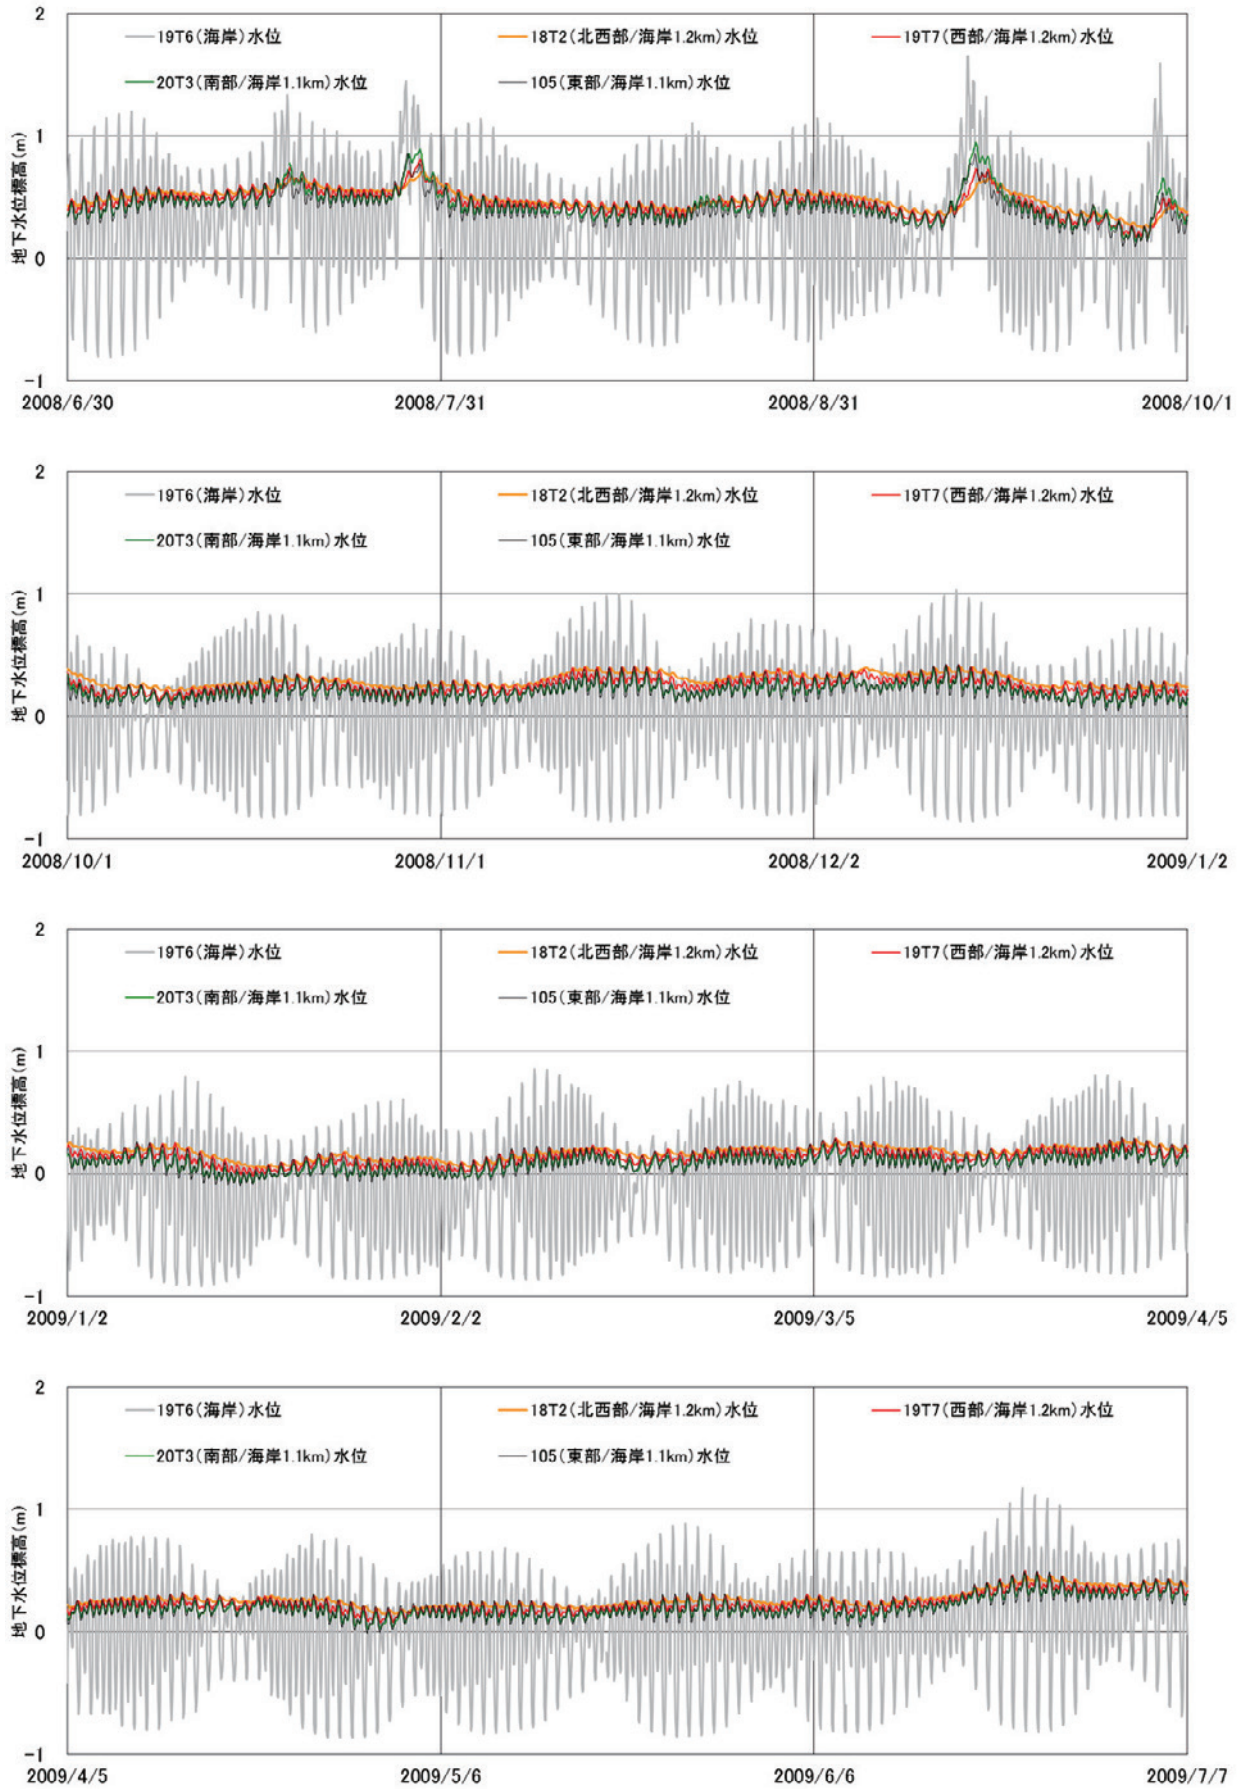 2
19T6(海岸)水位 18T2(北西部/海岸1.2km)水位 19T7(西部/海岸1.2km)水位
20T3(南部/海岸1.1km)水位 105(東部/海岸1.1km)水位
1
地下水位標高(m)
0
-1
2008/6/30 2008/7/31 2008/8/31 2008/10/1
2
19T6(海岸)水位 18T2(北西部/海岸1.2km)水位 19T7(西部/海岸1.2km)水位
20T3(南部/海岸1.1km)水位 105(東部/海岸1.1km)水位
1
地下水位標高(m)
0
-1
2008/10/1 2008/11/1 2008/12/2 2009/1/2
2
19T6(海岸)水位 18T2(北西部/海岸1.2km)水位 19T7(西部/海岸1.2km)水位
20T3(南部/海岸1.1km)水位 105(東部/海岸1.1km)水位
1
地下水位標高(m)
0
-1
2009/1/2 2009/2/2 2009/3/5 2009/4/5
2
19T6(海岸)水位 18T2(北西部/海岸1.2km)水位 19T7(西部/海岸1.2km)水位
20T3(南部/海岸1.1km)水位 105(東部/海岸1.1km)水位
1
地下水位標高(m)
0
-1
2009/4/5 2009/5/6 2009/6/6 2009/7/7